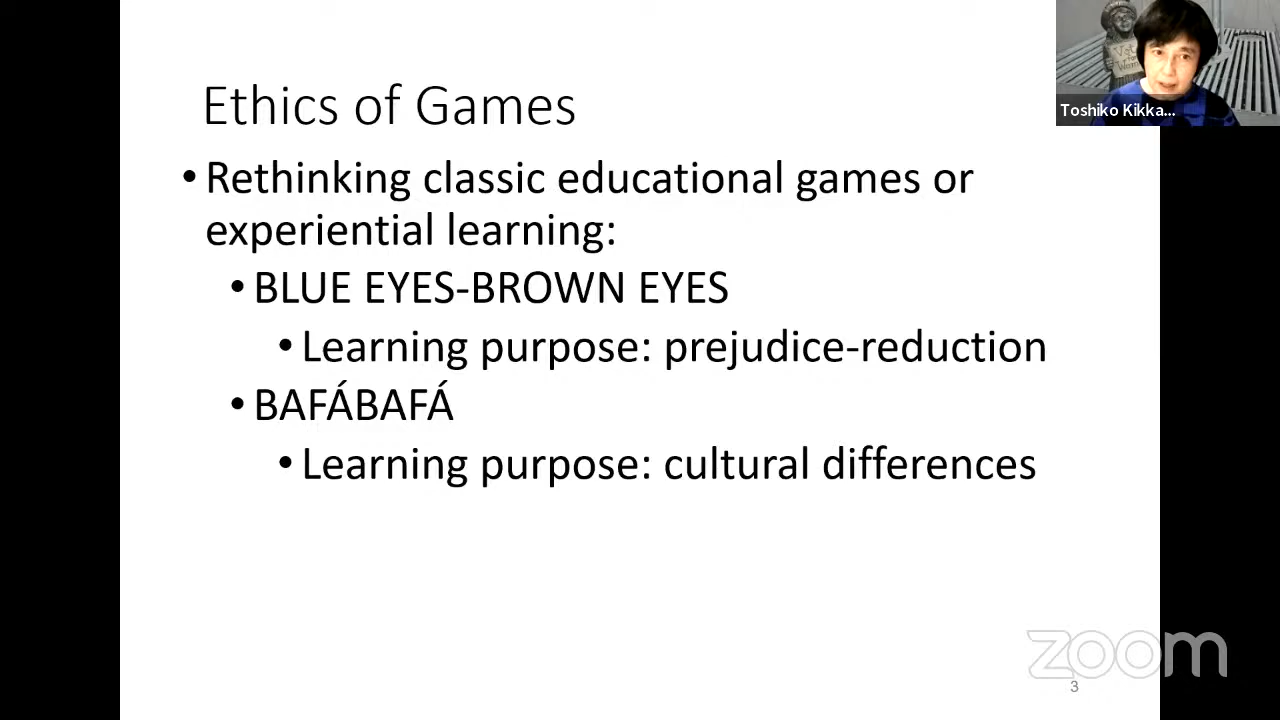 Ethics of Games
• Rethinking classic educational games or
experiential learning:
• BLUE EYES-BROWN EYES
• Learning purpose: prejudice-reduction
• BAFÁBAFÁ
• Learning purpose: cultural differences
Toshiko Kikka...
zoom
3